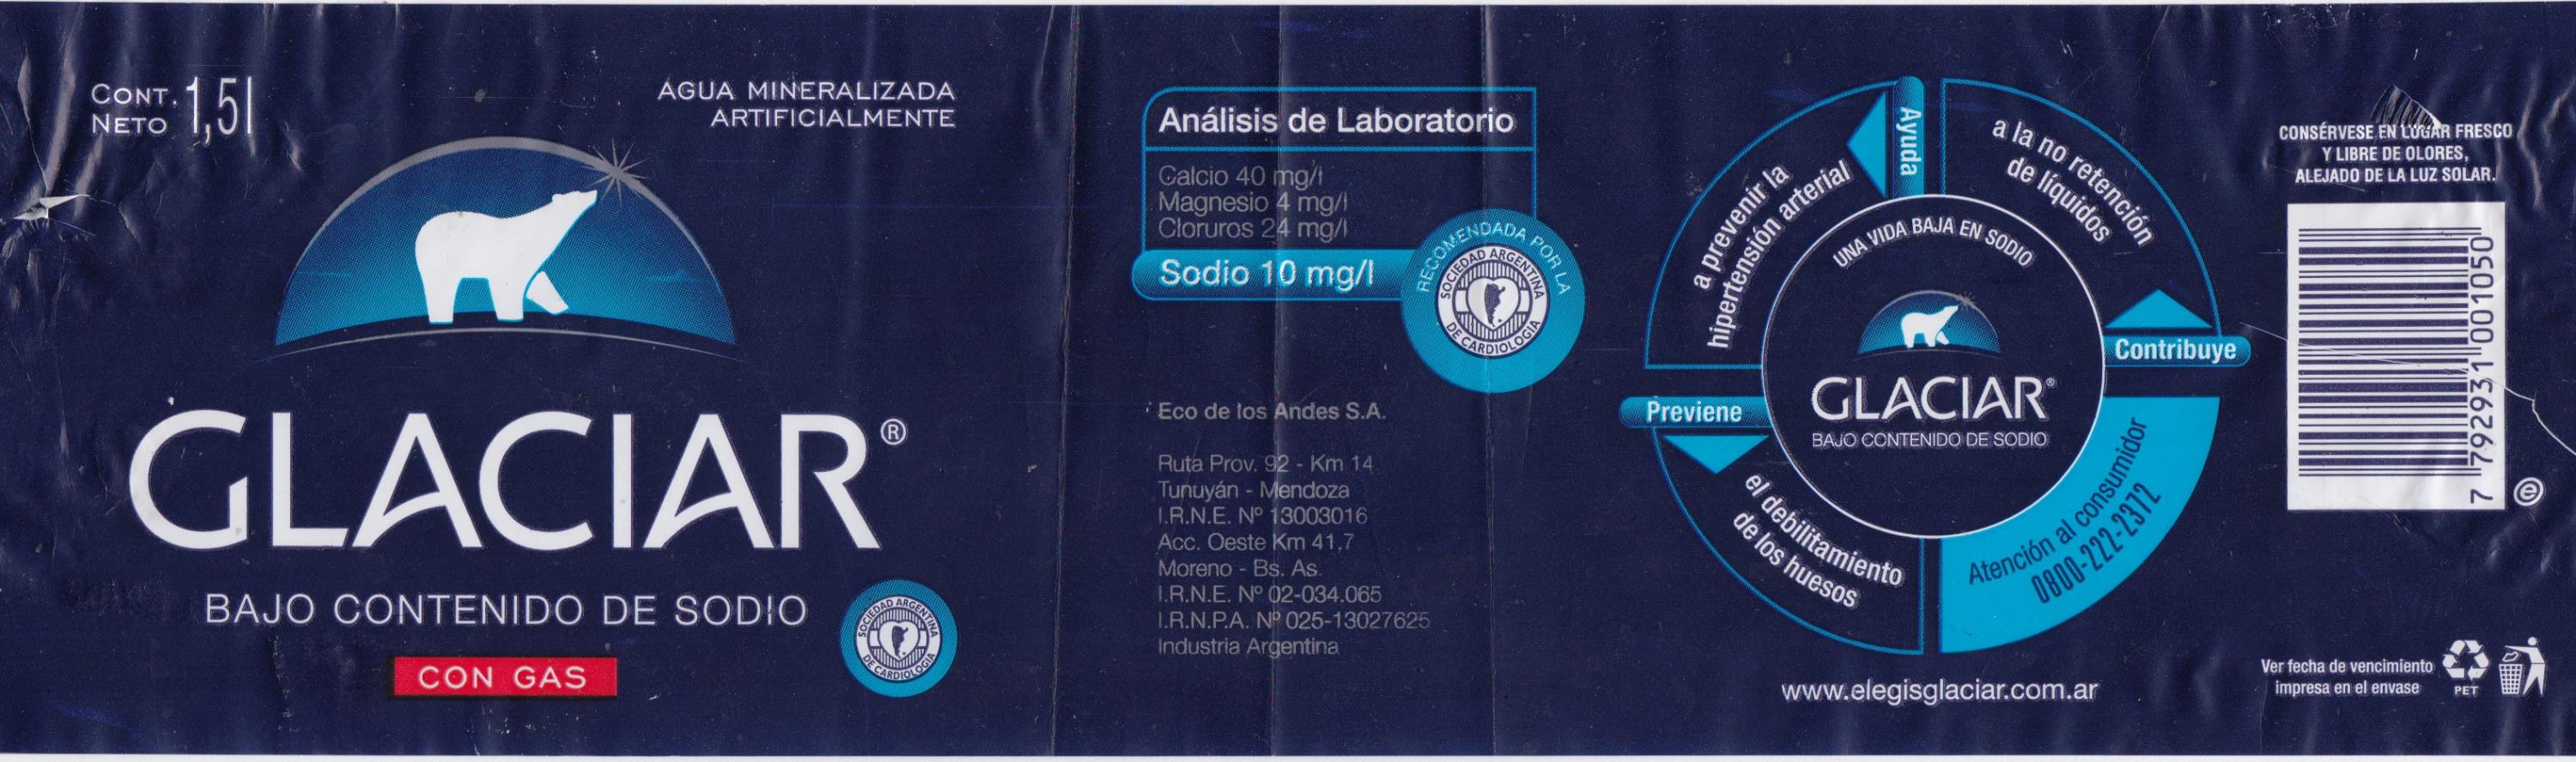 CONT. NETO 1,5 l
AGUA MINERALIZADA
ARTIFICIALMENTE
GLACIAR®
BAJO CONTENIDO DE SODIO
CON GAS
SOCIEDAD ARGENTINA
DE CARDIOLOGÍA
Análisis de Laboratorio
Calcio 40 mg/l
Magnesio 4 mg/l
Cloruros 24 mg/l
Sodio 10 mg/l
RECOMENDADA POR LA
SOCIEDAD ARGENTINA
DE CARDIOLOGÍA
Eco de los Andes S.A.
Ruta Prov. 92 - Km 14
Tunuyán - Mendoza
I.R.N.E. Nº 13003016
Acc. Oeste Km 41,7
Moreno - Bs. As.
I.R.N.E. Nº 02-034.065
I.R.N.P.A. Nº 025-13027625
Industria Argentina
Ayuda
a prevenir la
hipertensión arterial
Contribuye
a la no retención
de líquidos
Previene
el debilitamiento
de los huesos
UNA VIDA BAJA EN SODIO
GLACIAR®
BAJO CONTENIDO DE SODIO
Atención al consumidor
0800-222-2372
www.elegisglaciar.com.ar
CONSÉRVESE EN LUGAR FRESCO
Y LIBRE DE OLORES,
ALEJADO DE LA LUZ SOLAR.
7 792931 001050
e
Ver fecha de vencimiento
impresa en el envase
PET